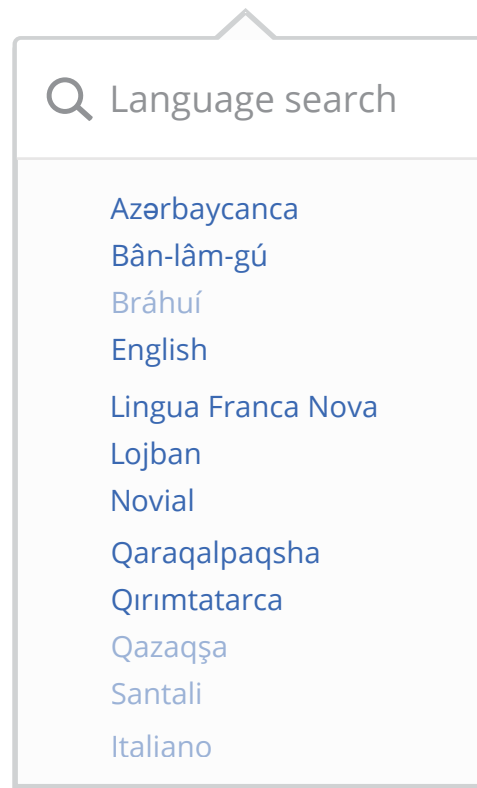 Language search
Azərbaycanca
Bân-lâm-gú
Bráhuí
English
Lingua Franca Nova
Lojban
Novial
Qaraqalpaqsha
Qırımtatarca
Qazaqşa
Santali
Italiano